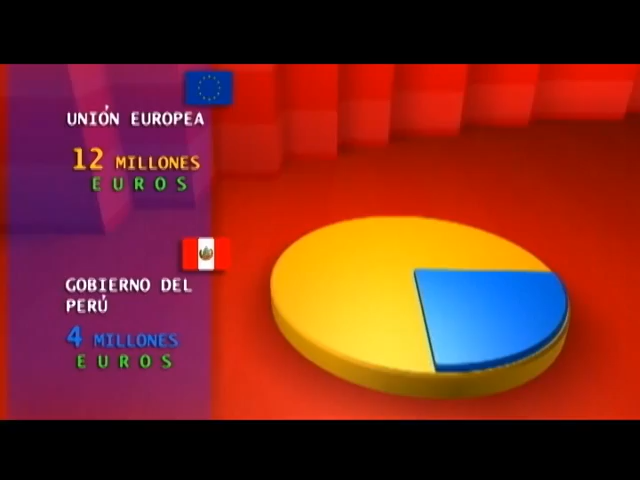 UNIÓN EUROPEA
12 MILLONES
EUROS
GOBIERNO DEL
PERÚ
4 MILLONES
EUROS